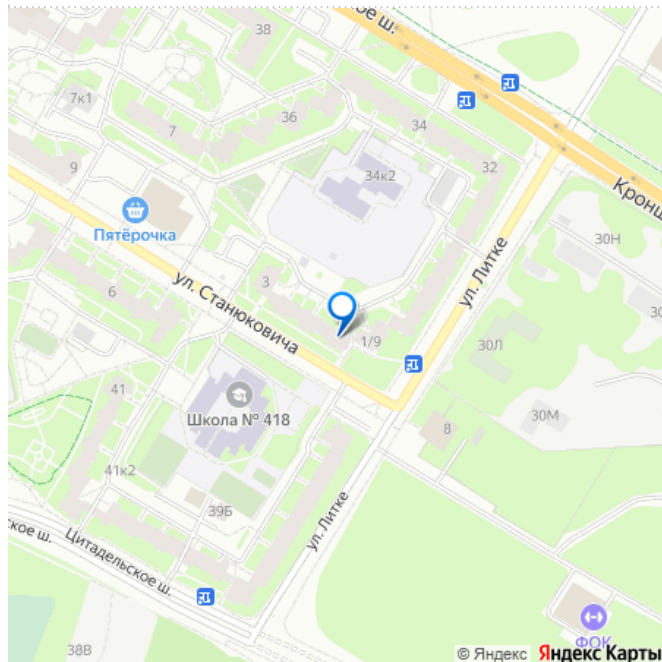 ое ш.
38
7к1
7
36
34
9
34к2
32
Кронш
Пятёрочка
30Н
ул. Литке
3
30
6
ул. Станюковича
1/9
30Л
41
Школа № 418
30М
8
41к2
39Б
ул. Литке
ское ш.
Цитадельское ш.
38В
ФОК
© Яндекс Яндекс Карты